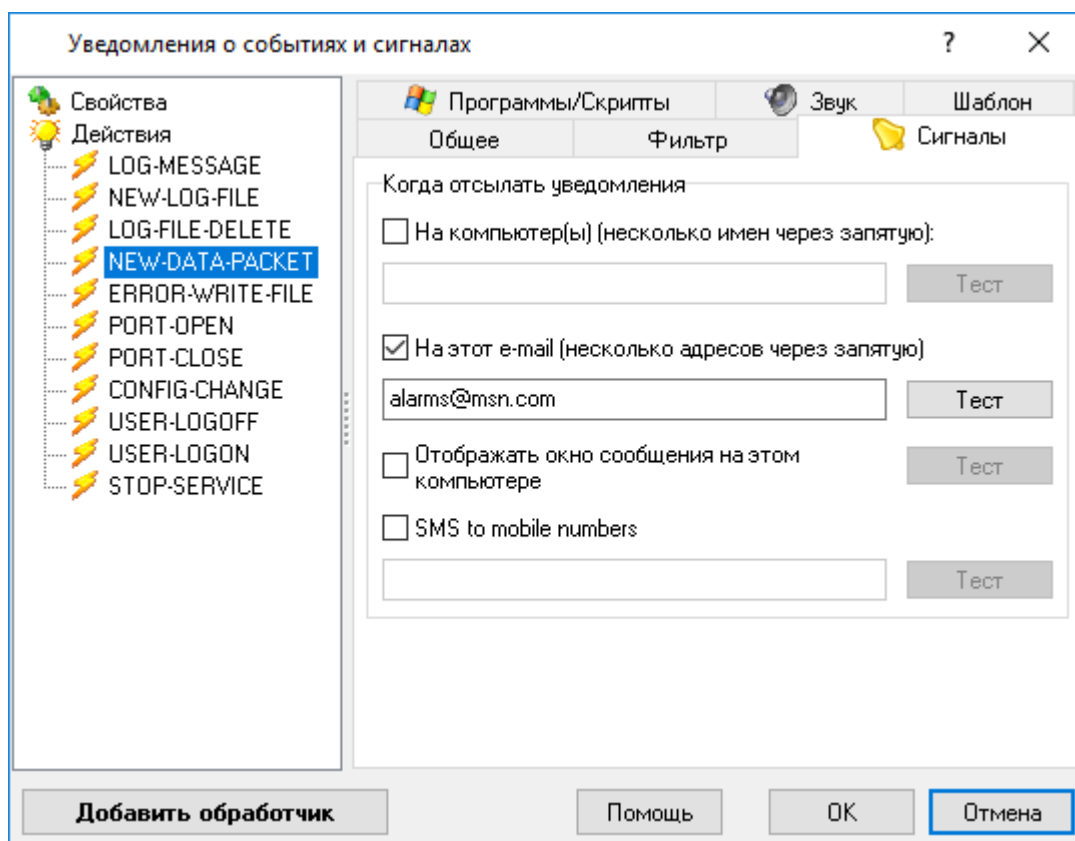 Уведомления о событиях и сигналах
?
Свойства
Действия
LOG-MESSAGE
NEW-LOG-FILE
LOG-FILE-DELETE
NEW-DATA-PACKET
ERROR-WRITE-FILE
PORT-OPEN
PORT-CLOSE
CONFIG-CHANGE
USER-LOGOFF
USER-LOGON
STOP-SERVICE
Программы/Скрипты Звук Шаблон
Общее Фильтр Сигналы
Когда отсылать уведомления
На компьютер(ы) (несколько имен через запятую):
Тест
На этот e-mail (несколько адресов через запятую)
alarms@msn.com Тест
Отображать окно сообщения на этом
компьютере
Тест
SMS to mobile numbers
Тест
Добавить обработчик Помощь OK Отмена